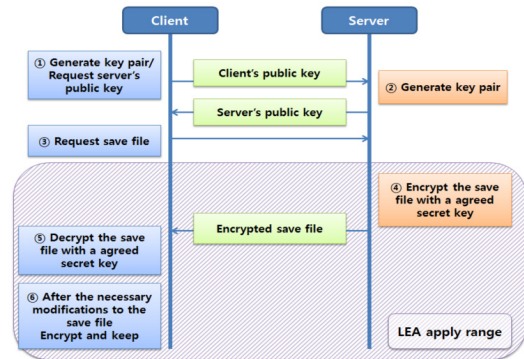 Client
Server
① Generate key pair/
Request server's
public key
Client's public key
② Generate key pair
Server's public key
③ Request save file
④ Encrypt the save
file with a agreed
secret key
Encrypted save file
⑤ Decrypt the save
file with a agreed
secret key
⑥ After the necessary
modifications to the
save file
Encrypt and keep
LEA apply range